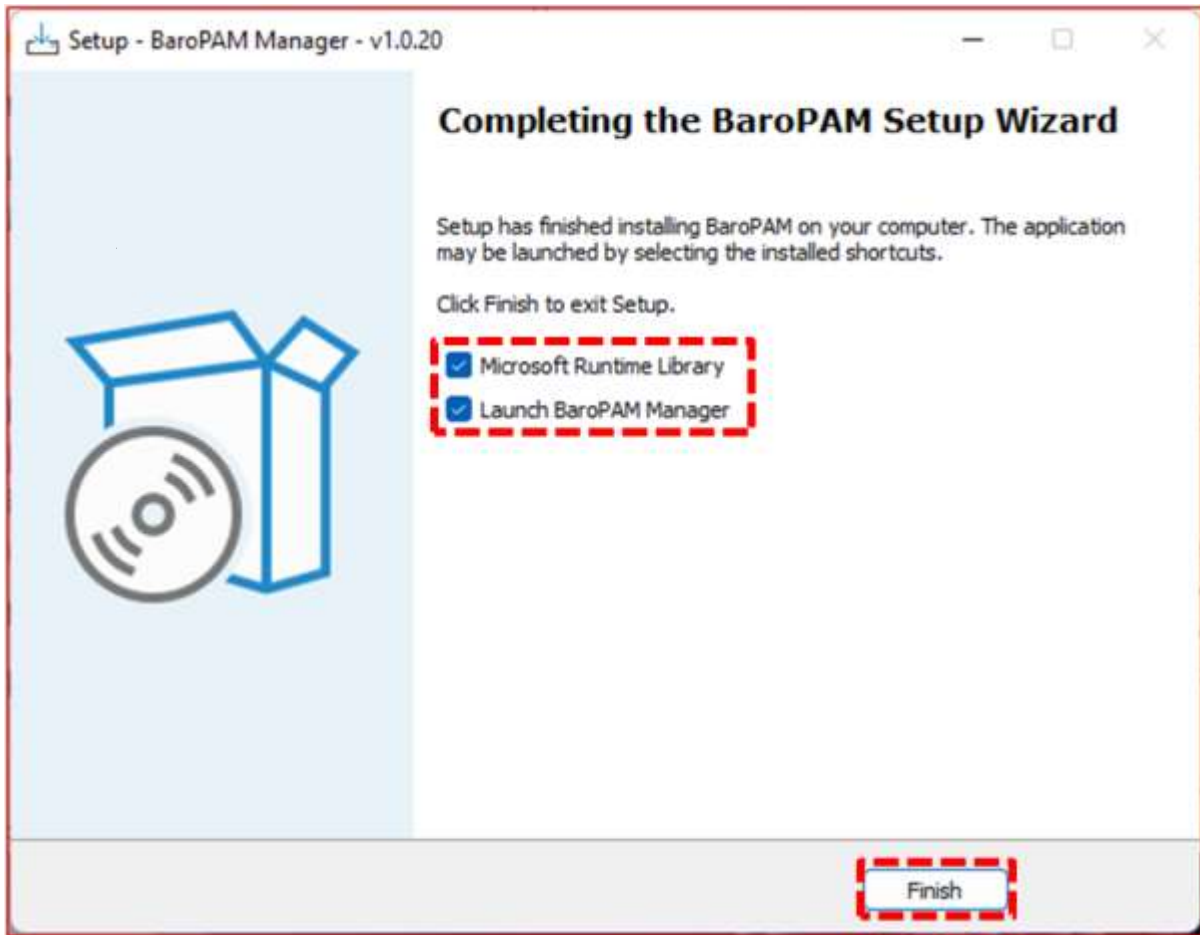 Setup - BaroPAM Manager - v1.0.20
Completing the BaroPAM Setup Wizard
Setup has finished installing BaroPAM on your computer. The application
may be launched by selecting the installed shortcuts.
Click Finish to exit Setup.
Microsoft Runtime Library
Launch BaroPAM Manager
Finish